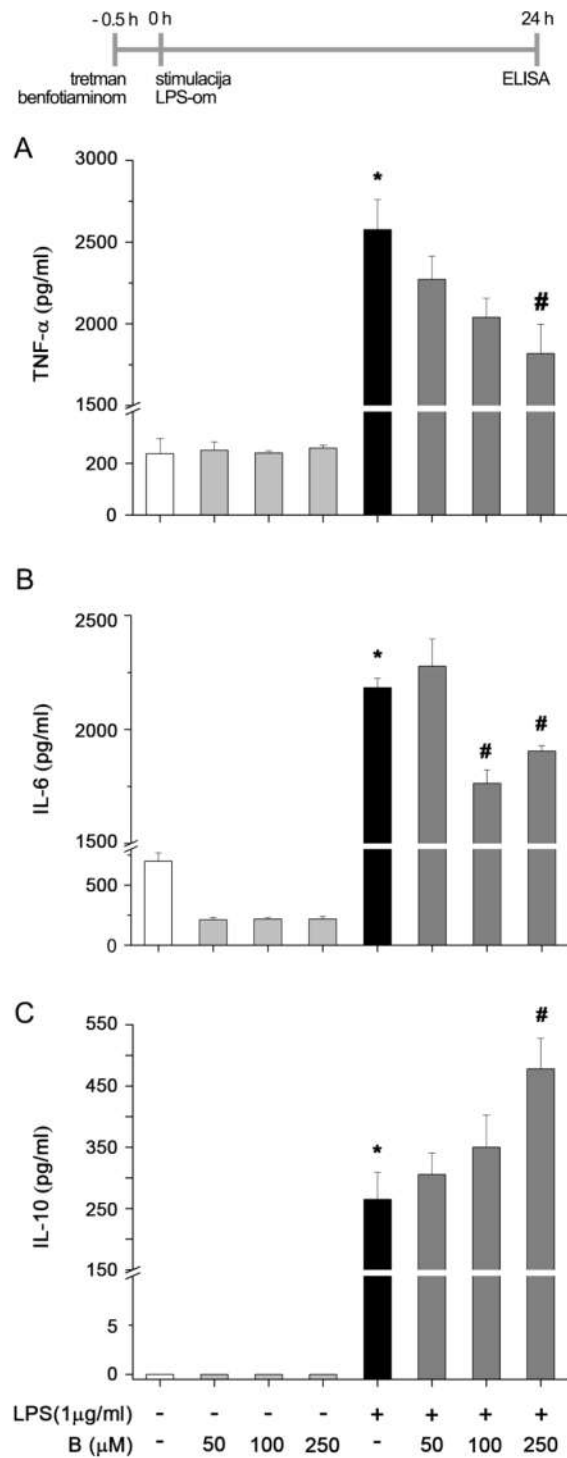 - 0.5 h 0 h 24 h
tretman stimulacija ELISA
benfotiaminom LPS-om
A
3000
*
2500
#
2000
TNF-α (pg/ml)
1500
200
0
B
2500
*
2000
# #
IL-6 (pg/ml)
1500
500
0
C
550
#
450
*
350
IL-10 (pg/ml)
250
150
5
0
LPS(1μg/ml) - - - - + + + +
B (μM) - 50 100 250 - 50 100 250